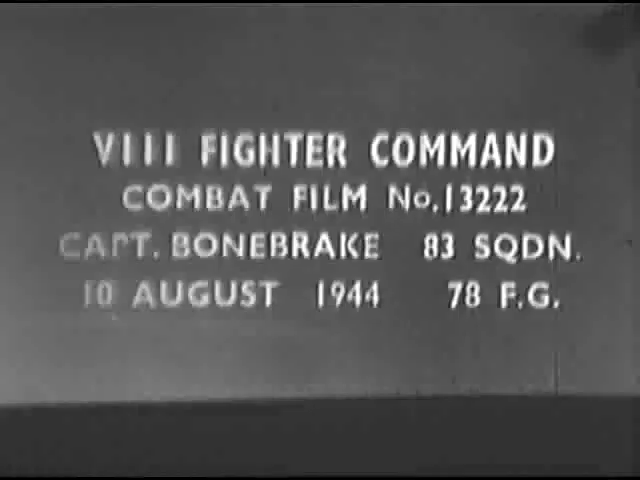 VIII FIGHTER COMMAND
COMBAT FILM No.13222
CAPT. BONEBRAKE 83 SQDN.
10 AUGUST 1944 78 F.G.